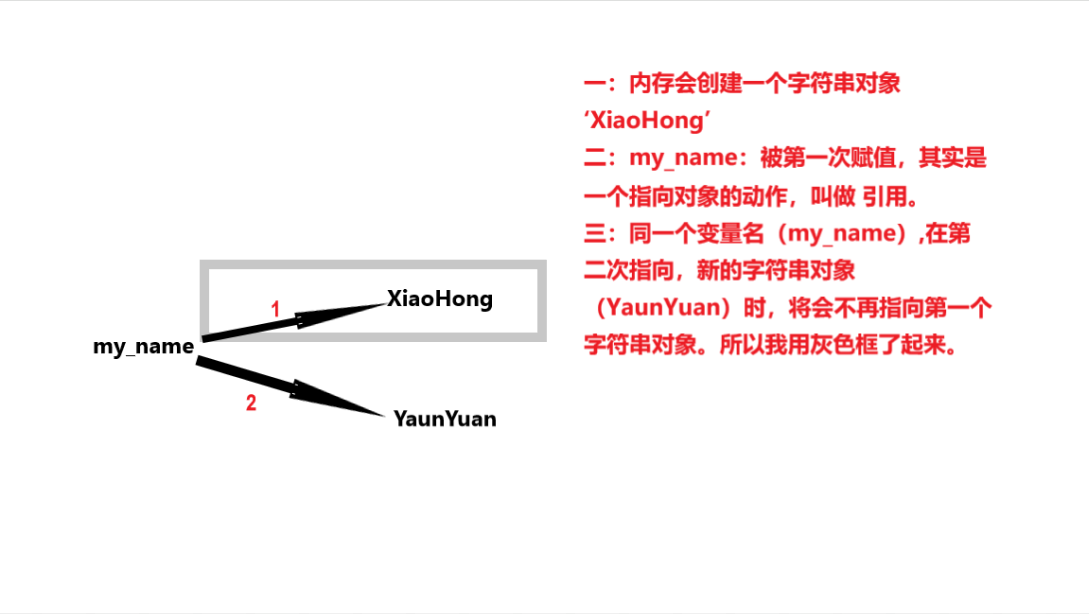 一：内存会创建一个字符串对象
‘XiaoHong’
二：my_name：被第一次赋值，其实是
一个指向对象的动作，叫做 引用。
三：同一个变量名（my_name）,在第
二次指向，新的字符串对象
（YaunYuan）时，将会不再指向第一个
字符串对象。所以我用灰色框了起来。
1
XiaoHong
my_name
2
YaunYuan